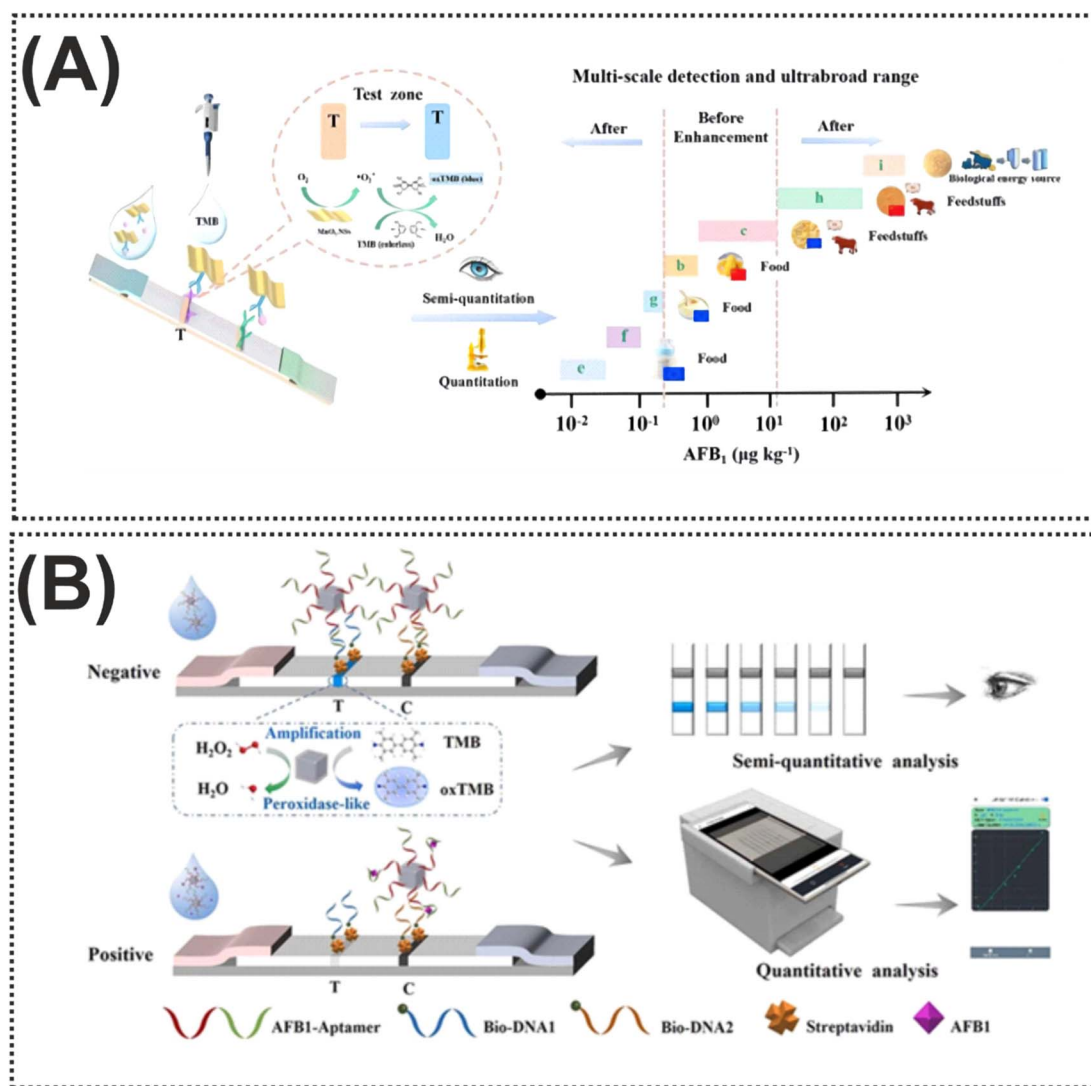 (A)
Multi-scale detection and ultrabroad range
Test zone
T
T
O₂
•O₂⁻
oxTMB (blue)
MnO₂ NSs
TMB (colorless)
H₂O
TMB
T
Semi-quantitation
Quantitation
After
Before
Enhancement
After
i
Biological energy source
h
Feedstuffs
c
Feedstuffs
b
Food
g
Food
f
e
Food
10⁻²
10⁻¹
10⁰
10¹
10²
10³
AFB₁ (μg kg⁻¹)
(B)
Negative
T
C
H₂O₂
Amplification
TMB
H₂O
Peroxidase-like
oxTMB
Semi-quantitative analysis
Positive
T
C
Quantitative analysis
AFB1-Aptamer
Bio-DNA1
Bio-DNA2
Streptavidin
AFB1